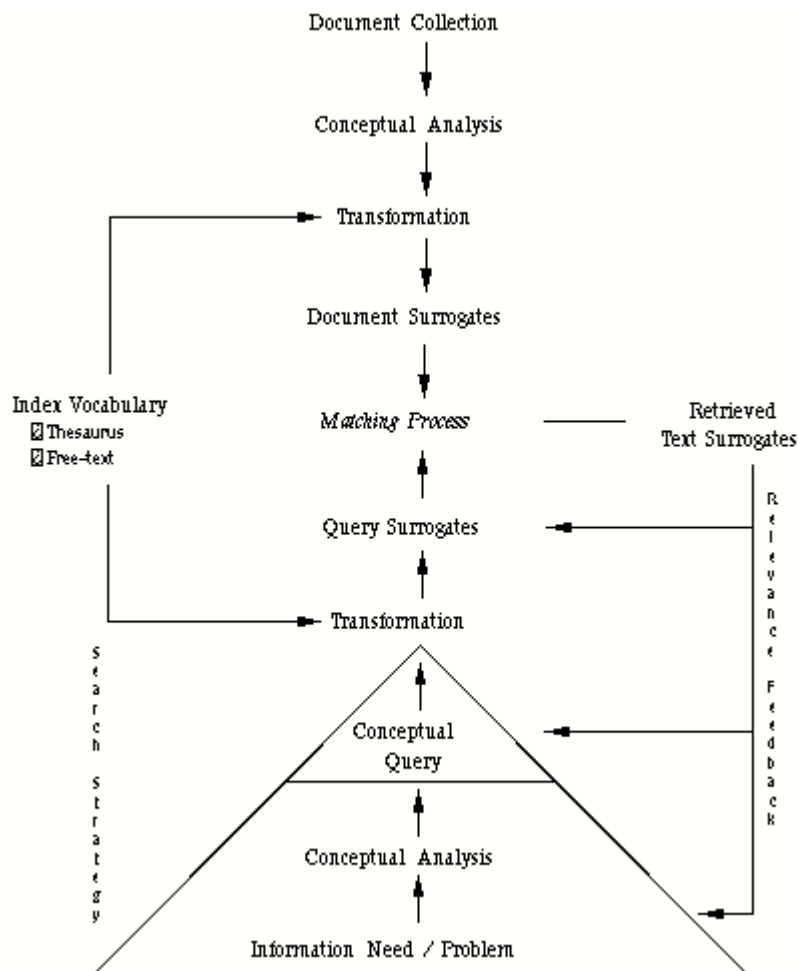 Document Collection
Conceptual Analysis
Transformation
Document Surrogates
Index Vocabulary
Thesaurus
Free-text
Matching Process
Retrieved
Text Surrogates
Query Surrogates
Transformation
Relevance Feedback
Search Strategy
Conceptual
Query
Conceptual Analysis
Information Need / Problem